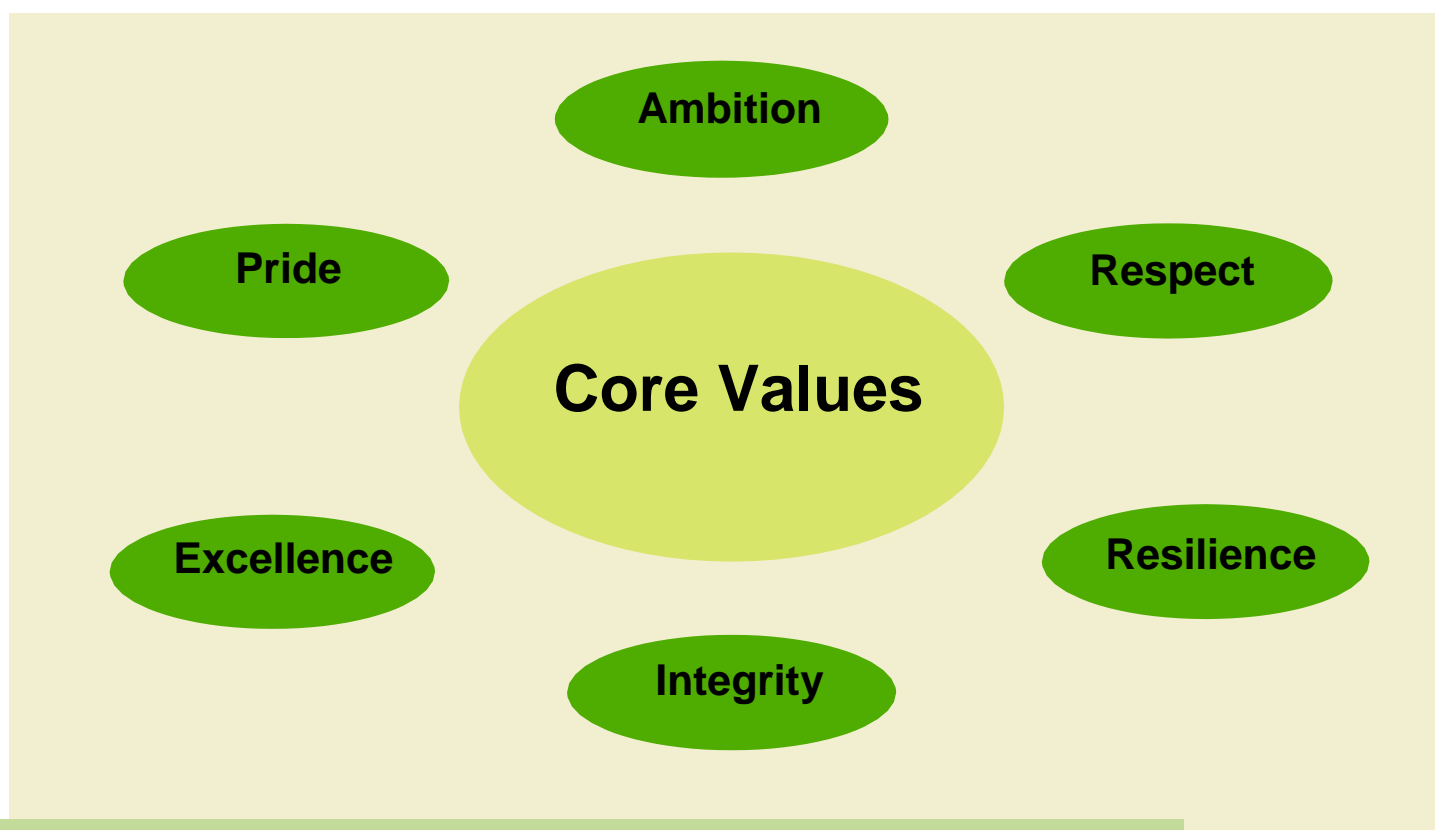 Ambition
Pride
Respect
Core Values
Excellence
Resilience
Integrity